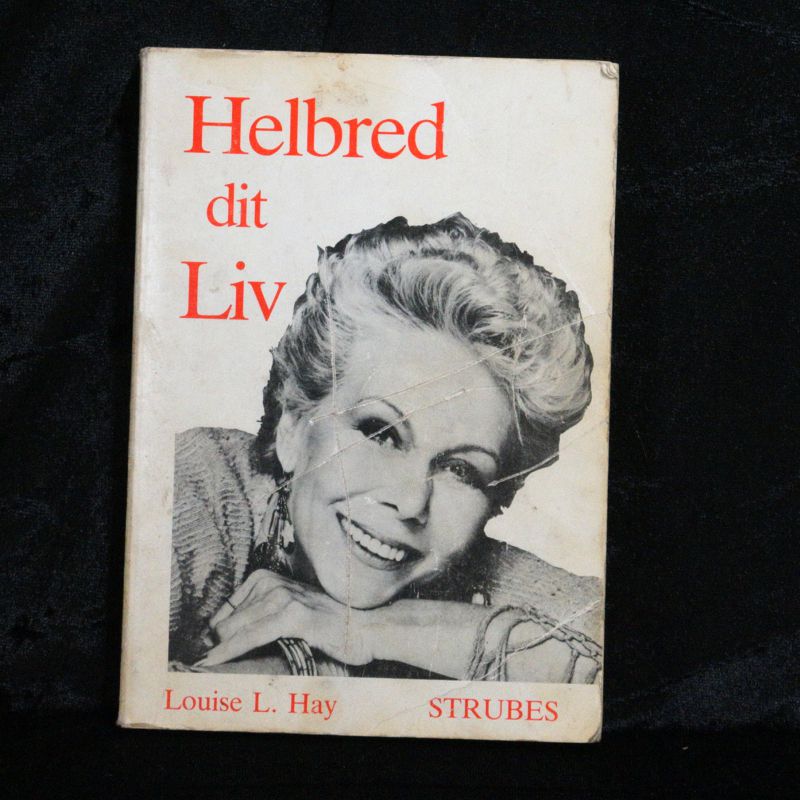 Helbred
dit
Liv
Louise L. Hay STRUBES